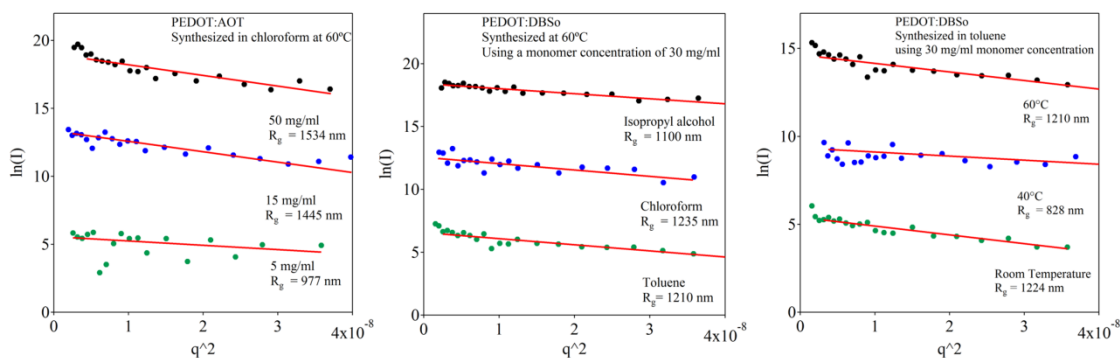 PEDOT:AOT
Synthesized in chloroform at 60ºC
50 mg/ml
R_g = 1534 nm
15 mg/ml
R_g = 1445 nm
5 mg/ml
R_g = 977 nm
ln(I)
20
15
10
5
0
0
1
2
3
4x10^-8
q^2
PEDOT:DBSo
Synthesized at 60ºC
Using a monomer concentration of 30 mg/ml
Isopropyl alcohol
R_g = 1100 nm
Chloroform
R_g = 1235 nm
Toluene
R_g = 1210 nm
ln(I)
20
15
10
5
0
0
1
2
3
4x10^-8
q^2
PEDOT:DBSo
Synthesized in toluene
using 30 mg/ml monomer concentration
60°C
R_g= 1210 nm
40°C
R_g = 828 nm
Room Temperature
R_g = 1224 nm
ln(I)
15
10
5
0
0
1
2
3
4x10^-8
q^2